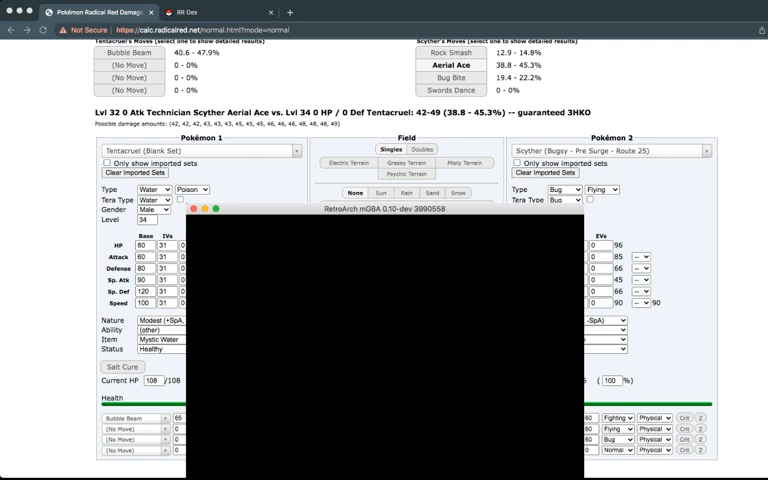 Pokémon Radical Red Damag
RR Dex
Not Secure | https://calc.radicalred.net/normal.html?mode=normal
Tentacruel's Moves (select one to show detailed results)
Scyther's Moves (select one to show detailed results)
Bubble Beam 40.6 - 47.9%
Rock Smash 12.9 - 14.8%
(No Move) 0 - 0%
Aerial Ace 38.8 - 45.3%
(No Move) 0 - 0%
Bug Bite 19.4 - 22.2%
(No Move) 0 - 0%
Swords Dance 0 - 0%
Lvl 32 0 Atk Technician Scyther Aerial Ace vs. Lvl 34 0 HP / 0 Def Tentacruel: 42-49 (38.8 - 45.3%) -- guaranteed 3HKO
Possible damage amounts: (42, 42, 42, 43, 43, 43, 45, 45, 45, 46, 46, 46, 48, 48, 48, 49)
Pokémon 1
Field
Pokémon 2
Tentacruel (Blank Set)
Singles Doubles
Scyther (Bugsy - Pre Surge - Route 25)
Only show imported sets
Electric Terrain Grassy Terrain Misty Terrain
Only show imported sets
Clear Imported Sets
Psychic Terrain
Clear Imported Sets
Type Water Poison
None Sun Rain Sand Snow
Type Bug Flying
Tera Type Water
Tera Type Bug
Gender Male
RetroArch mGBA 0.10-dev 3990558
Level 34
Base IVs
EVs
HP 80 31 0
0 96
Attack 60 31 0
0 85 --
Defense 80 31 0
0 66 --
Sp. Atk 90 31 0
0 45 --
Sp. Def 120 31 0
0 66 --
Speed 100 31 0
0 90 -- 90
Nature Modest (+SpA,
-SpA)
Ability (other)
Item Mystic Water
Status Healthy
Salt Cure
Current HP 108 /108
( 100 %)
Health
Bubble Beam 65
60 Fighting Physical Crit Z
(No Move) 0
60 Flying Physical Crit Z
(No Move) 0
60 Bug Physical Crit Z
(No Move) 0
0 Normal Physical Crit Z